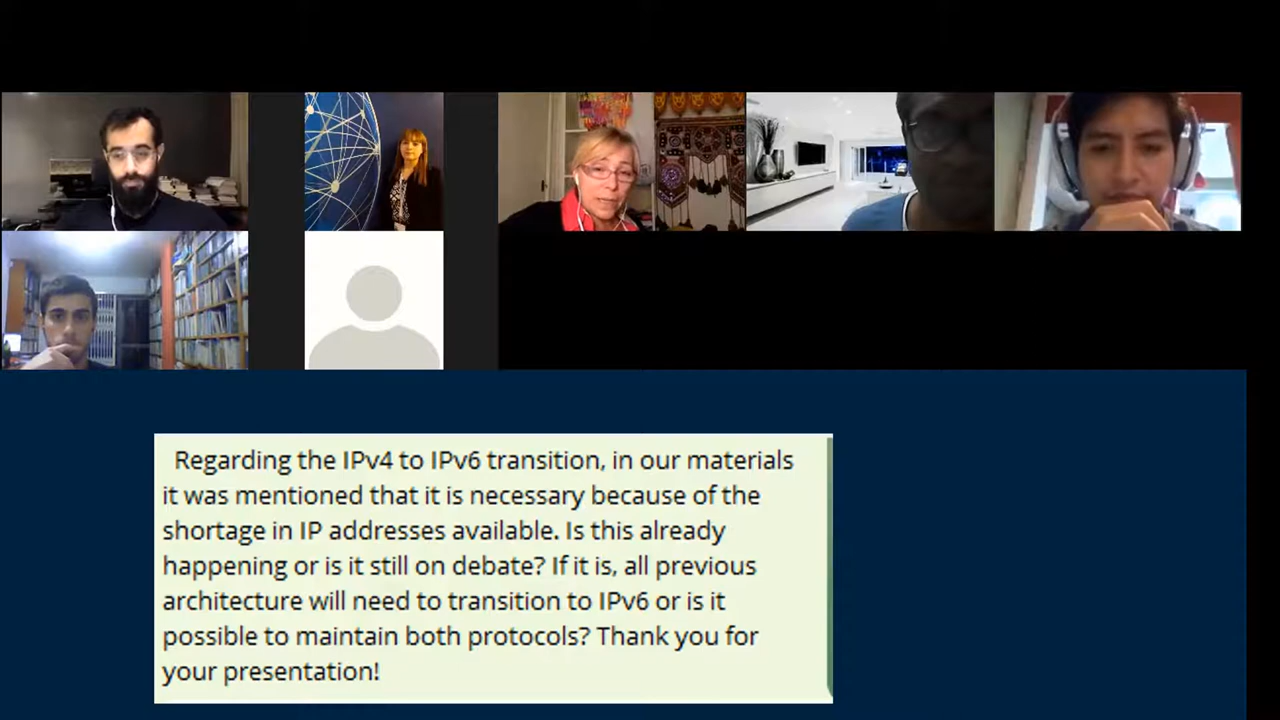 Regarding the IPv4 to IPv6 transition, in our materials
it was mentioned that it is necessary because of the
shortage in IP addresses available. Is this already
happening or is it still on debate? If it is, all previous
architecture will need to transition to IPv6 or is it
possible to maintain both protocols? Thank you for
your presentation!